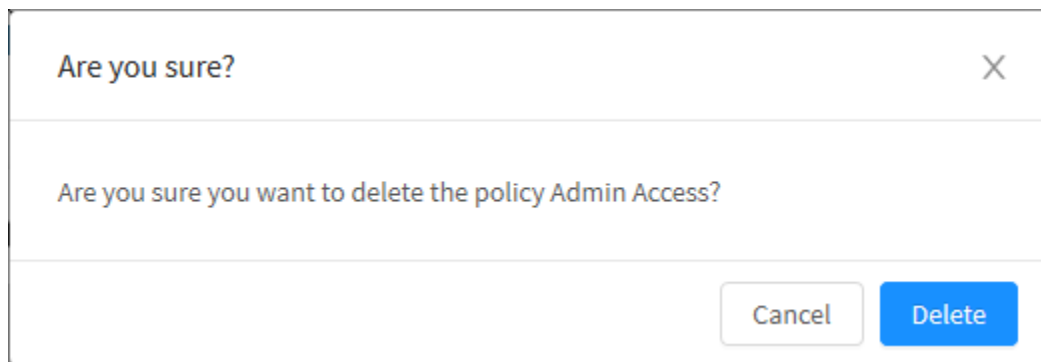 Are you sure?
X
Are you sure you want to delete the policy Admin Access?
Cancel
Delete